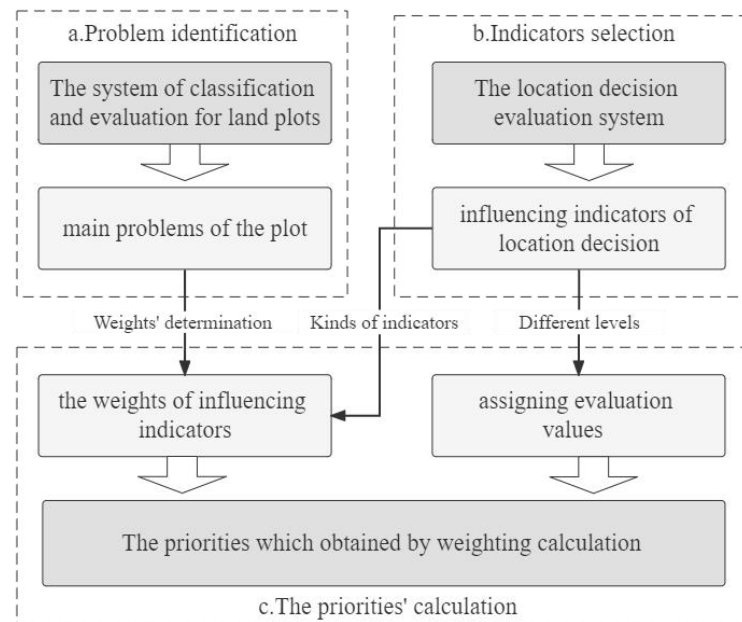 a.Problem identification
The system of classification
and evaluation for land plots
main problems of the plot
b.Indicators selection
The location decision
evaluation system
influencing indicators of
location decision
Weights' determination
Kinds of indicators
Different levels
the weights of influencing
indicators
assigning evaluation
values
The priorities which obtained by weighting calculation
c.The priorities' calculation